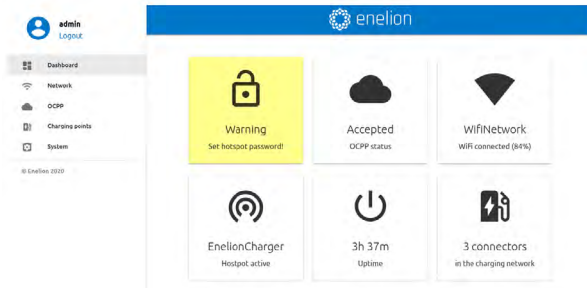 admin
Logout
enelion
Dashboard
Network
OCPP
Charging points
System
© Enelion 2020
Warning
Set hotspot password!
Accepted
OCPP status
WifiNetwork
WiFi connected (84%)
EnelionCharger
Hostpot active
3h 37m
Uptime
3 connectors
in the charging network